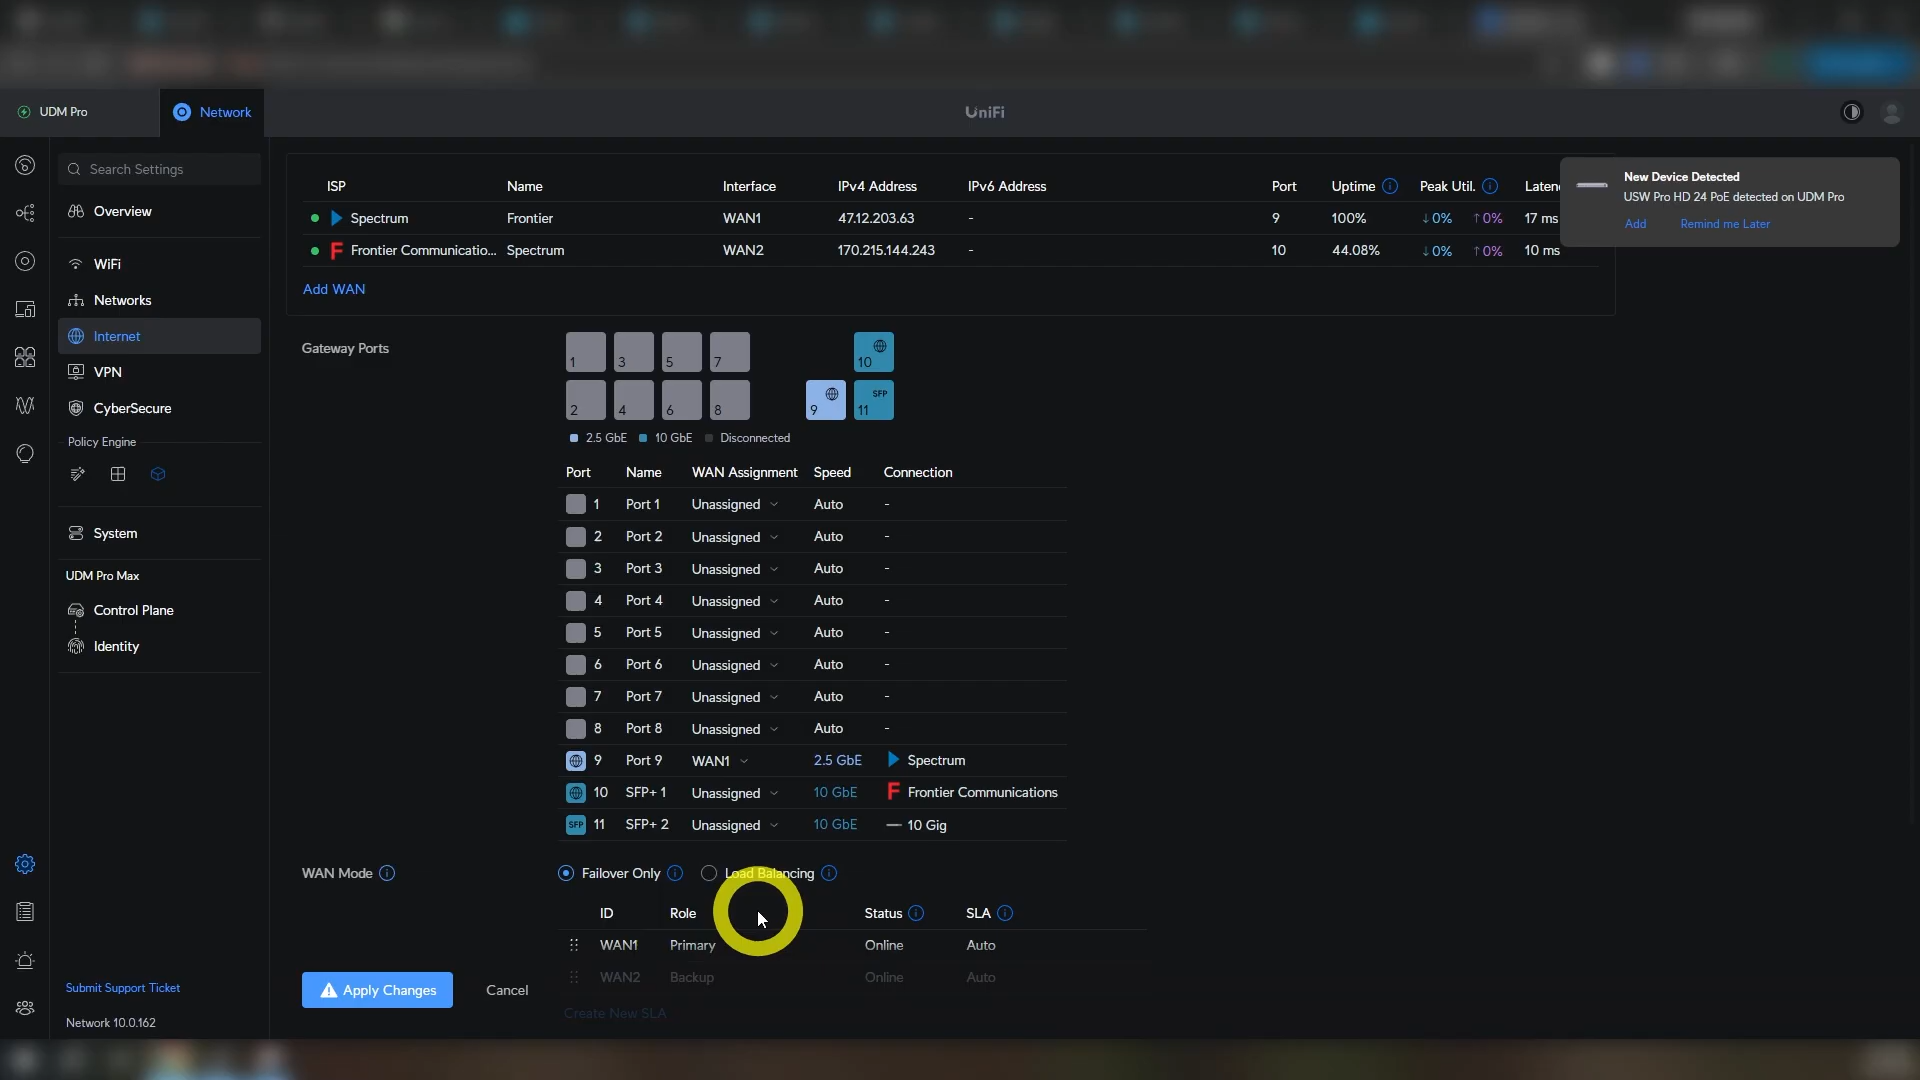 UDM Pro
Network
UniFi
Search Settings
Overview
WiFi
Networks
Internet
VPN
CyberSecure
Policy Engine
System
UDM Pro Max
Control Plane
Identity
Submit Support Ticket
Network 10.0.162
ISP Name Interface IPv4 Address IPv6 Address Port Uptime Peak Util.
Spectrum Frontier WAN1 47.12.203.63 - 9 100% ↓0% ↑0% 17 ms
Frontier Communicatio... Spectrum WAN2 170.215.144.243 - 10 44.08% ↓0% ↑0% 10 ms
Add WAN
New Device Detected
USW Pro HD 24 PoE detected on UDM Pro
Add Remind me Later
Gateway Ports
1 3 5 7 10
2 4 6 8 9 SFP 11
2.5 GbE 10 GbE Disconnected
Port Name WAN Assignment Speed Connection
1 Port 1 Unassigned Auto -
2 Port 2 Unassigned Auto -
3 Port 3 Unassigned Auto -
4 Port 4 Unassigned Auto -
5 Port 5 Unassigned Auto -
6 Port 6 Unassigned Auto -
7 Port 7 Unassigned Auto -
8 Port 8 Unassigned Auto -
9 Port 9 WAN1 2.5 GbE Spectrum
10 SFP+ 1 Unassigned 10 GbE F Frontier Communications
SFP 11 SFP+ 2 Unassigned 10 GbE 10 Gig
WAN Mode Failover Only Load Balancing
ID Role Status SLA
WAN1 Primary Online Auto
WAN2 Backup Online Auto
Create New SLA
Apply Changes Cancel